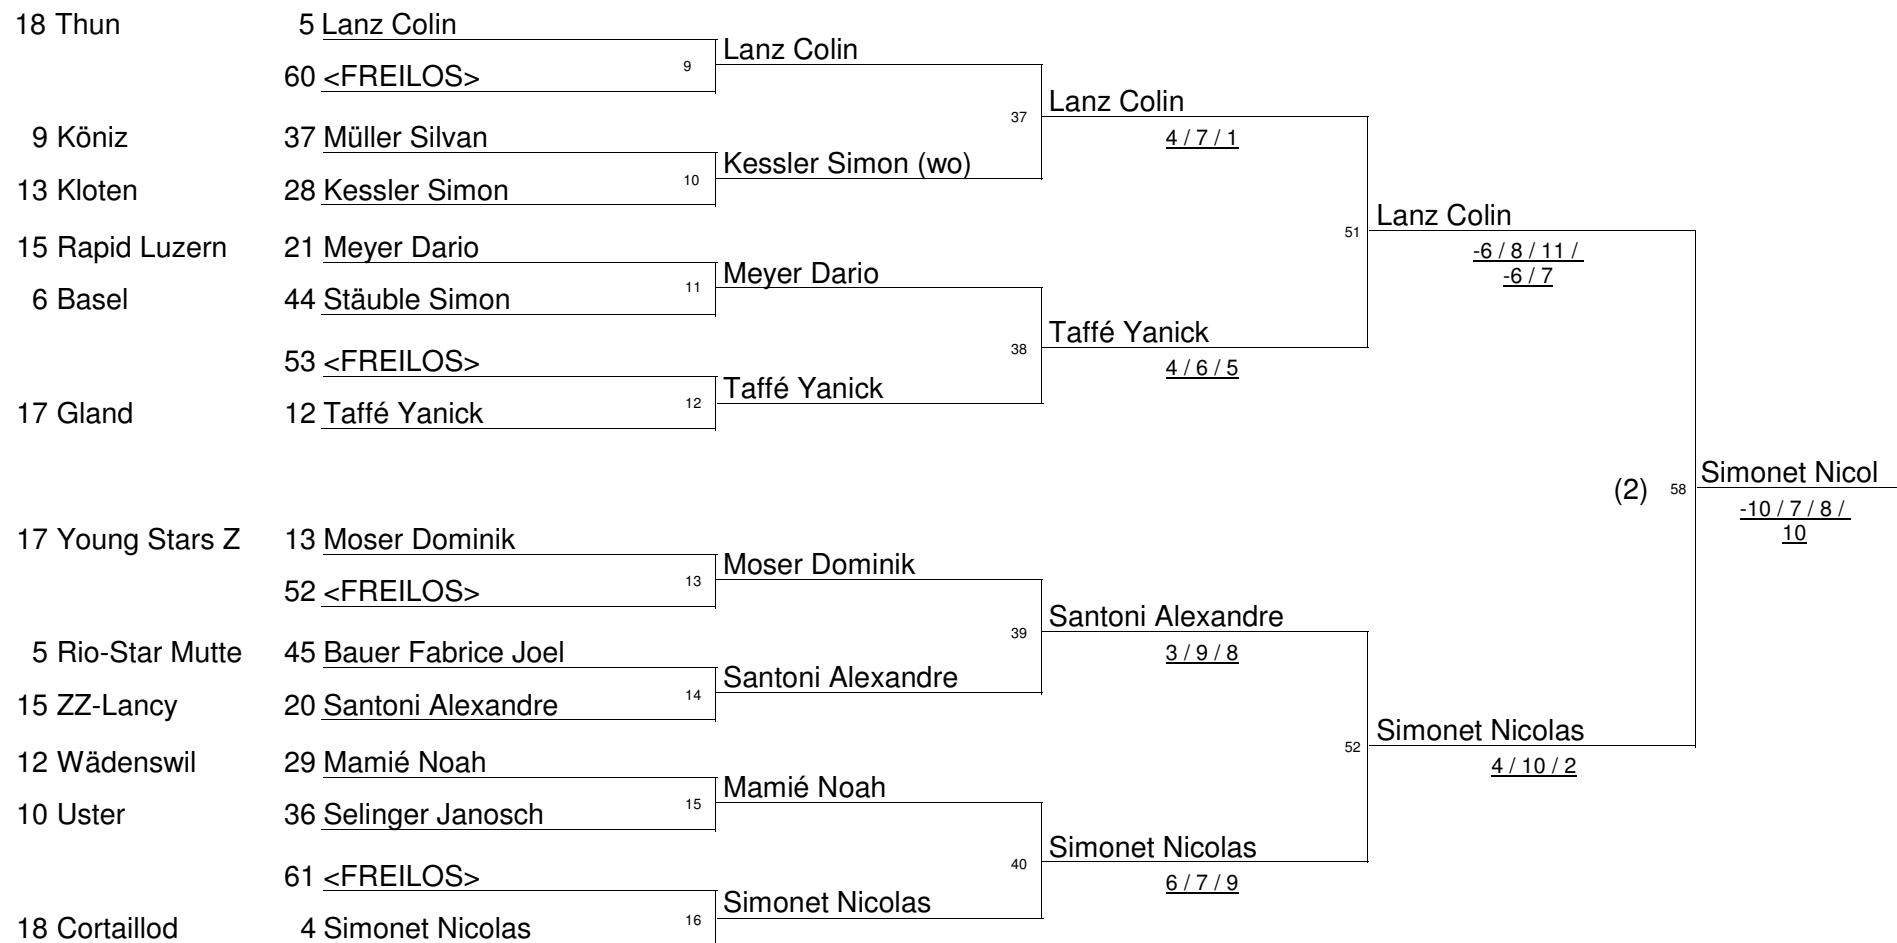 18 Thun 5 Lanz Colin
Lanz Colin
60 <FREILOS> 9
Lanz Colin
37
9 Köniz 37 Müller Silvan
4 / 7 / 1
Kessler Simon (wo)
13 Kloten 28 Kessler Simon 10
Lanz Colin
51
15 Rapid Luzern 21 Meyer Dario
-6 / 8 / 11 /
-6 / 7
Meyer Dario
6 Basel 44 Stäuble Simon 11
Taffé Yanick
38
53 <FREILOS>
4 / 6 / 5
Taffé Yanick
17 Gland 12 Taffé Yanick 12
Simonet Nicol
(2) 58
-10 / 7 / 8 /
10
17 Young Stars Z 13 Moser Dominik
Moser Dominik
52 <FREILOS> 13
Santoni Alexandre
39
5 Rio-Star Mutte 45 Bauer Fabrice Joel
3 / 9 / 8
Santoni Alexandre
15 ZZ-Lancy 20 Santoni Alexandre 14
Simonet Nicolas
52
12 Wädenswil 29 Mamié Noah
4 / 10 / 2
Mamié Noah
10 Uster 36 Selinger Janosch 15
Simonet Nicolas
40
61 <FREILOS>
6 / 7 / 9
Simonet Nicolas
18 Cortaillod 4 Simonet Nicolas 16